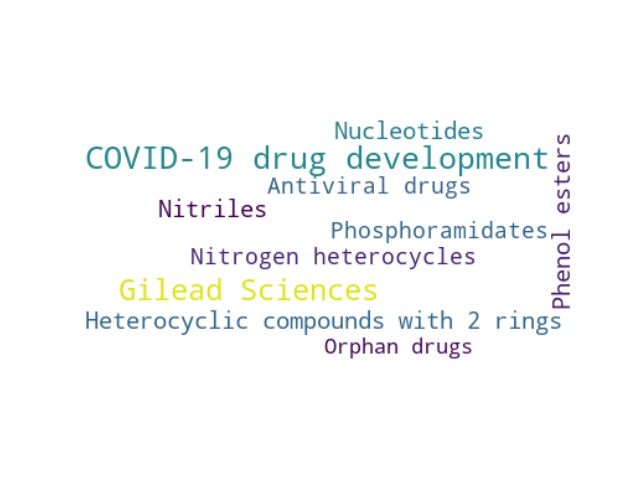 Nucleotides
COVID-19 drug development
Antiviral drugs
Nitriles
Phosphoramidates
Nitrogen heterocycles
Gilead Sciences
Heterocyclic compounds with 2 rings
Orphan drugs
Phenol esters